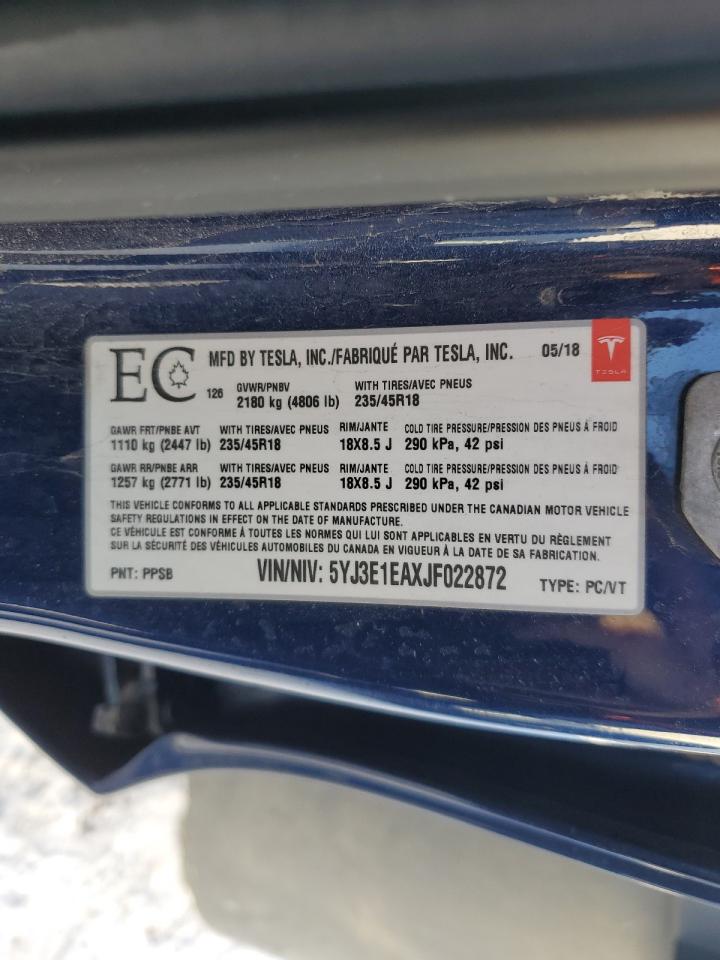 EC MFD BY TESLA, INC./FABRIQUÉ PAR TESLA, INC. 05/18
TESLA
126 GVWR/PNBV WITH TIRES/AVEC PNEUS
2180 kg (4806 lb) 235/45R18
GAWR FRT/PNBE AVT WITH TIRES/AVEC PNEUS RIM/JANTE COLD TIRE PRESSURE/PRESSION DES PNEUS À FROID
1110 kg (2447 lb) 235/45R18 18X8.5 J 290 kPa, 42 psi
GAWR RR/PNBE ARR WITH TIRES/AVEC PNEUS RIM/JANTE COLD TIRE PRESSURE/PRESSION DES PNEUS À FROID
1257 kg (2771 lb) 235/45R18 18X8.5 J 290 kPa, 42 psi
THIS VEHICLE CONFORMS TO ALL APPLICABLE STANDARDS PRESCRIBED UNDER THE CANADIAN MOTOR VEHICLE
SAFETY REGULATIONS IN EFFECT ON THE DATE OF MANUFACTURE.
CE VÉHICULE EST CONFORME À TOUTES LES NORMES QUI LUI SONT APPLICABLES EN VERTU DU RÈGLEMENT
SUR LA SÉCURITÉ DES VÉHICULES AUTOMOBILES DU CANADA EN VIGUEUR À LA DATE DE SA FABRICATION.
PNT: PPSB VIN/NIV: 5YJ3E1EAXJF022872 TYPE: PC/VT